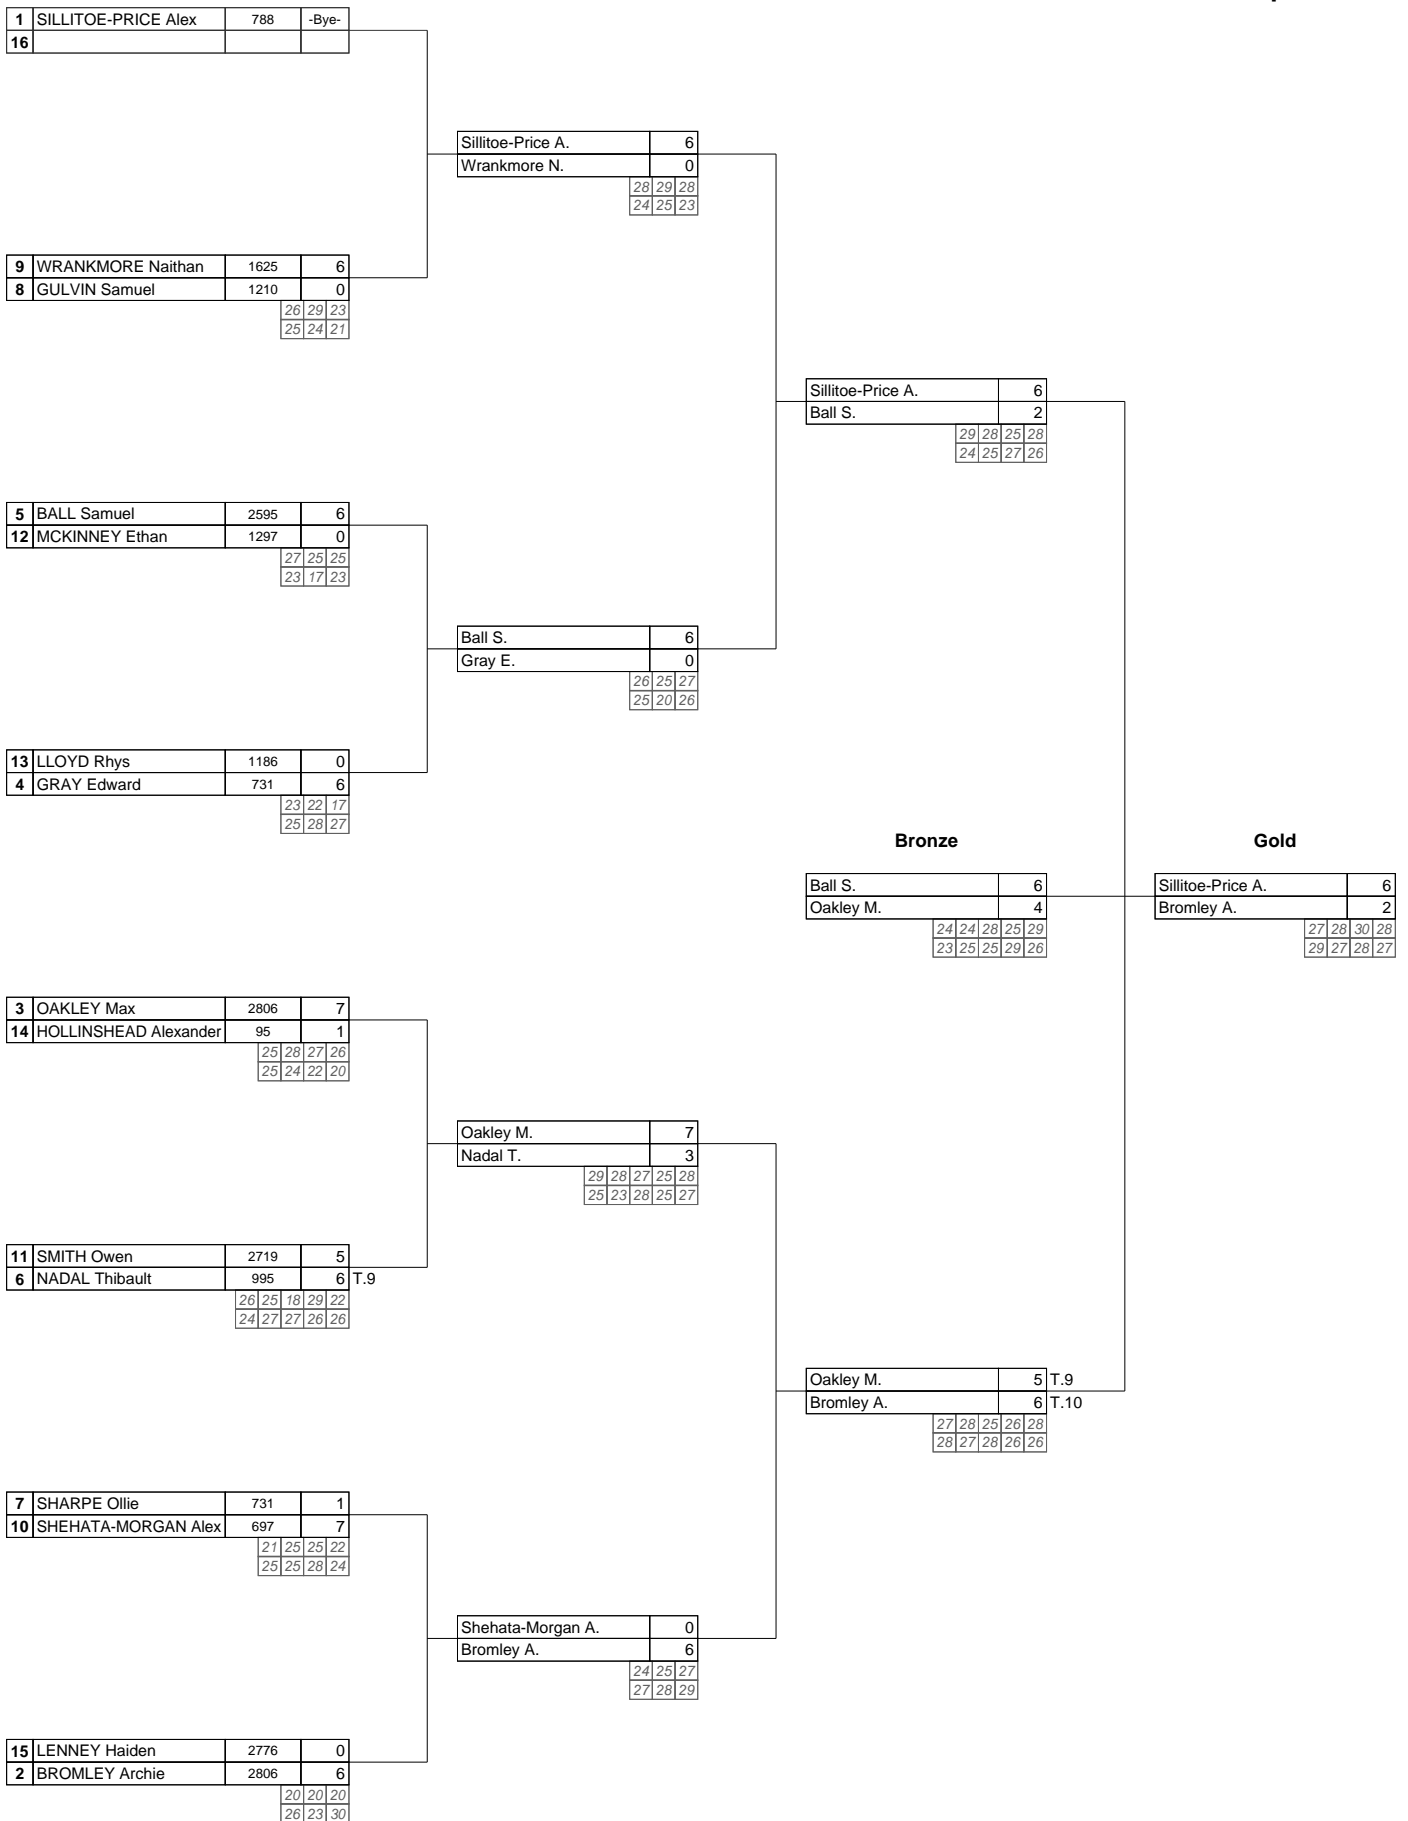 1 SILLITOE-PRICE Alex 788 -Bye-
16
Sillitoe-Price A. 6
Wrankmore N. 0
28 29 28
24 25 23
9 WRANKMORE Naithan 1625 6
8 GULVIN Samuel 1210 0
26 29 23
25 24 21
Sillitoe-Price A. 6
Ball S. 2
29 28 25 28
24 25 27 26
5 BALL Samuel 2595 6
12 MCKINNEY Ethan 1297 0
27 25 25
23 17 23
Ball S. 6
Gray E. 0
26 25 27
25 20 26
13 LLOYD Rhys 1186 0
4 GRAY Edward 731 6
23 22 17
25 28 27
Bronze Gold
Ball S. 6 Sillitoe-Price A. 6
Oakley M. 4 Bromley A. 2
24 24 28 25 29 27 28 30 28
23 25 25 29 26 29 27 28 27
3 OAKLEY Max 2806 7
14 HOLLINSHEAD Alexander 95 1
25 28 27 26
25 24 22 20
Oakley M. 7
Nadal T. 3
29 28 27 25 28
25 23 28 25 27
11 SMITH Owen 2719 5
6 NADAL Thibault 995 6 T.9
26 25 18 29 22
24 27 27 26 26
Oakley M. 5 T.9
Bromley A. 6 T.10
27 28 25 26 28
28 27 28 26 26
7 SHARPE Ollie 731 1
10 SHEHATA-MORGAN Alex 697 7
21 25 25 22
25 25 28 24
Shehata-Morgan A. 0
Bromley A. 6
24 25 27
27 28 29
15 LENNEY Haiden 2776 0
2 BROMLEY Archie 2806 6
20 20 20
26 23 30